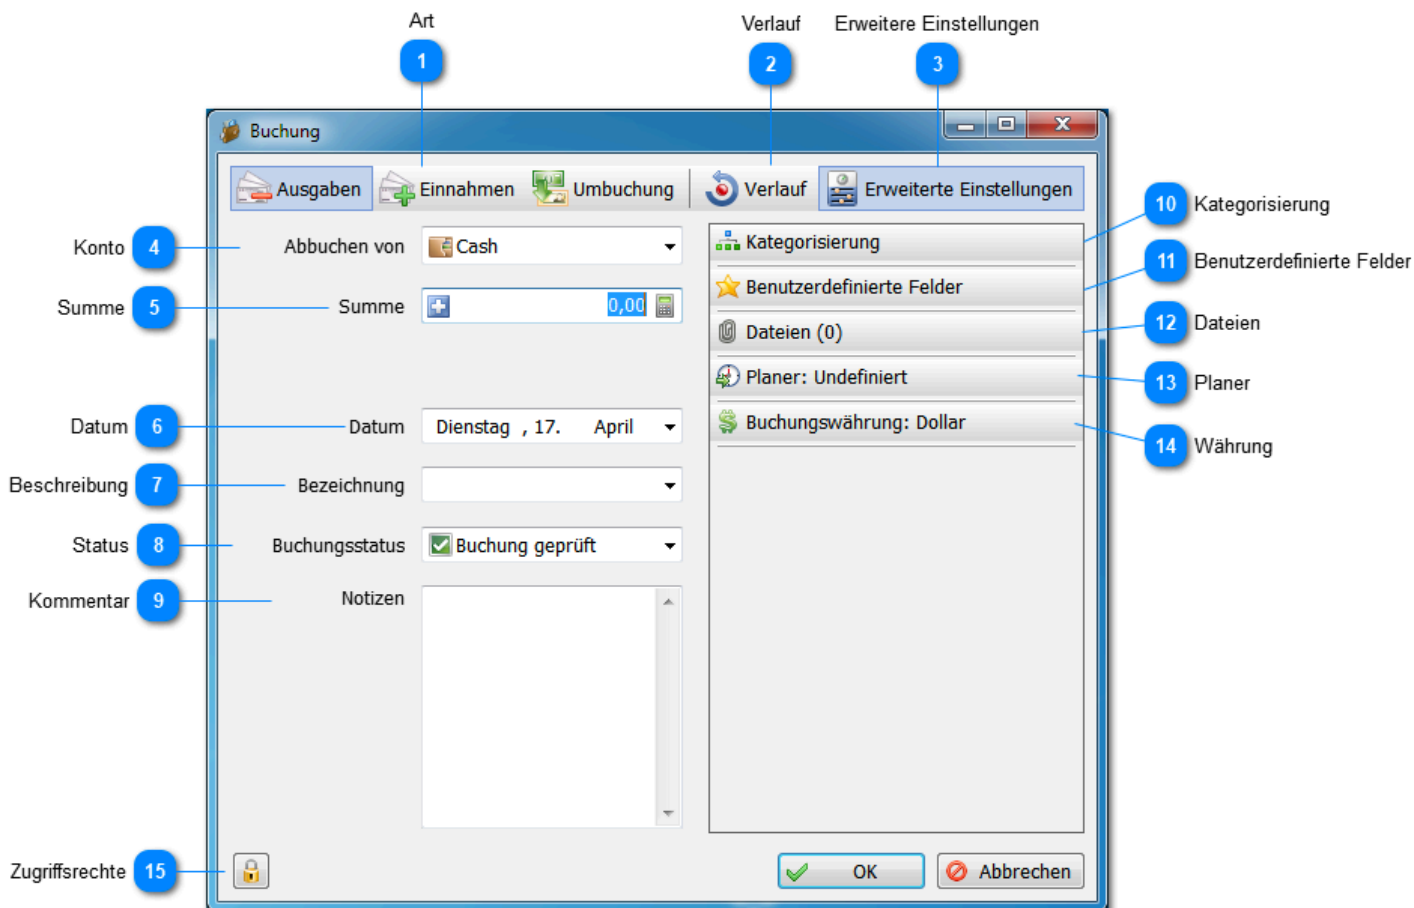 Art
Verlauf
Erweitere Einstellungen
1
2
3
Buchung
Ausgaben
Einnahmen
Umbuchung
Verlauf
Erweiterte Einstellungen
Konto
4
Abbuchen von
Cash
Summe
5
Summe
0,00
Datum
6
Datum
Dienstag , 17. April
Beschreibung
7
Bezeichnung
Status
8
Buchungsstatus
Buchung geprüft
Kommentar
9
Notizen
Kategorisierung
10
Kategorisierung
Benutzerdefinierte Felder
11
Benutzerdefinierte Felder
Dateien (0)
12
Dateien
Planer: Undefiniert
13
Planer
Buchungswährung: Dollar
14
Währung
Zugriffsrechte
15
OK
Abbrechen